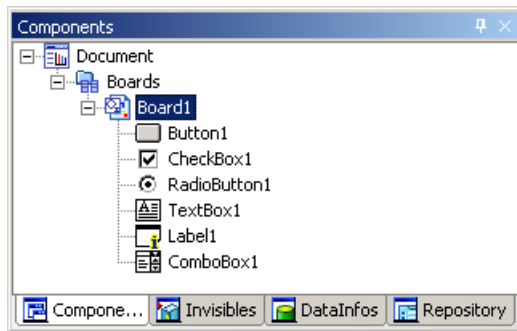 Components
Document
Boards
Board1
Button1
CheckBox1
RadioButton1
TextBox1
Label1
ComboBox1
Compone... Invisibles DataInfos Repository